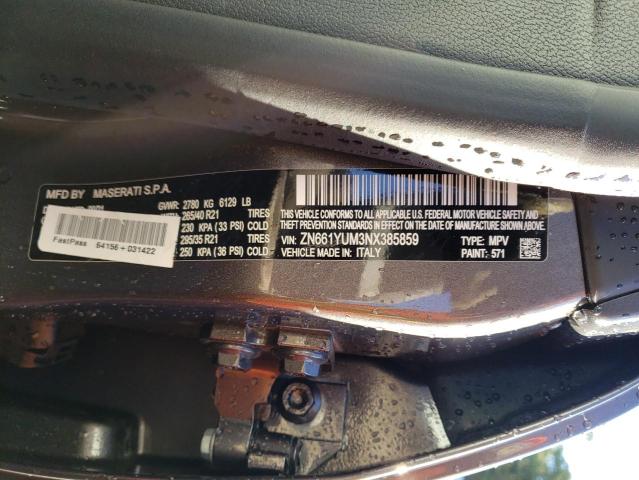 MFD BY MASERATI S.P.A.
GVWR: 2780 KG 6129 LB
265/40 R21 TIRES
230 KPA (33 PSI) COLD
295/35 R21 TIRES
250 KPA (36 PSI) COLD
FastPass 64156 + 031422
THIS VEHICLE CONFORMS TO ALL APPLICABLE FEDERAL MOTOR VEHICLE
SAFETY, BUMPER, AND THEFT PREVENTION
STANDARDS IN EFFECT ON THE DATE OF MANUFACTURE SHOWN ABOVE.
VIN: ZN661YUM3NX385859 TYPE: MPV
VEHICLE MADE IN: ITALY PAINT: 571